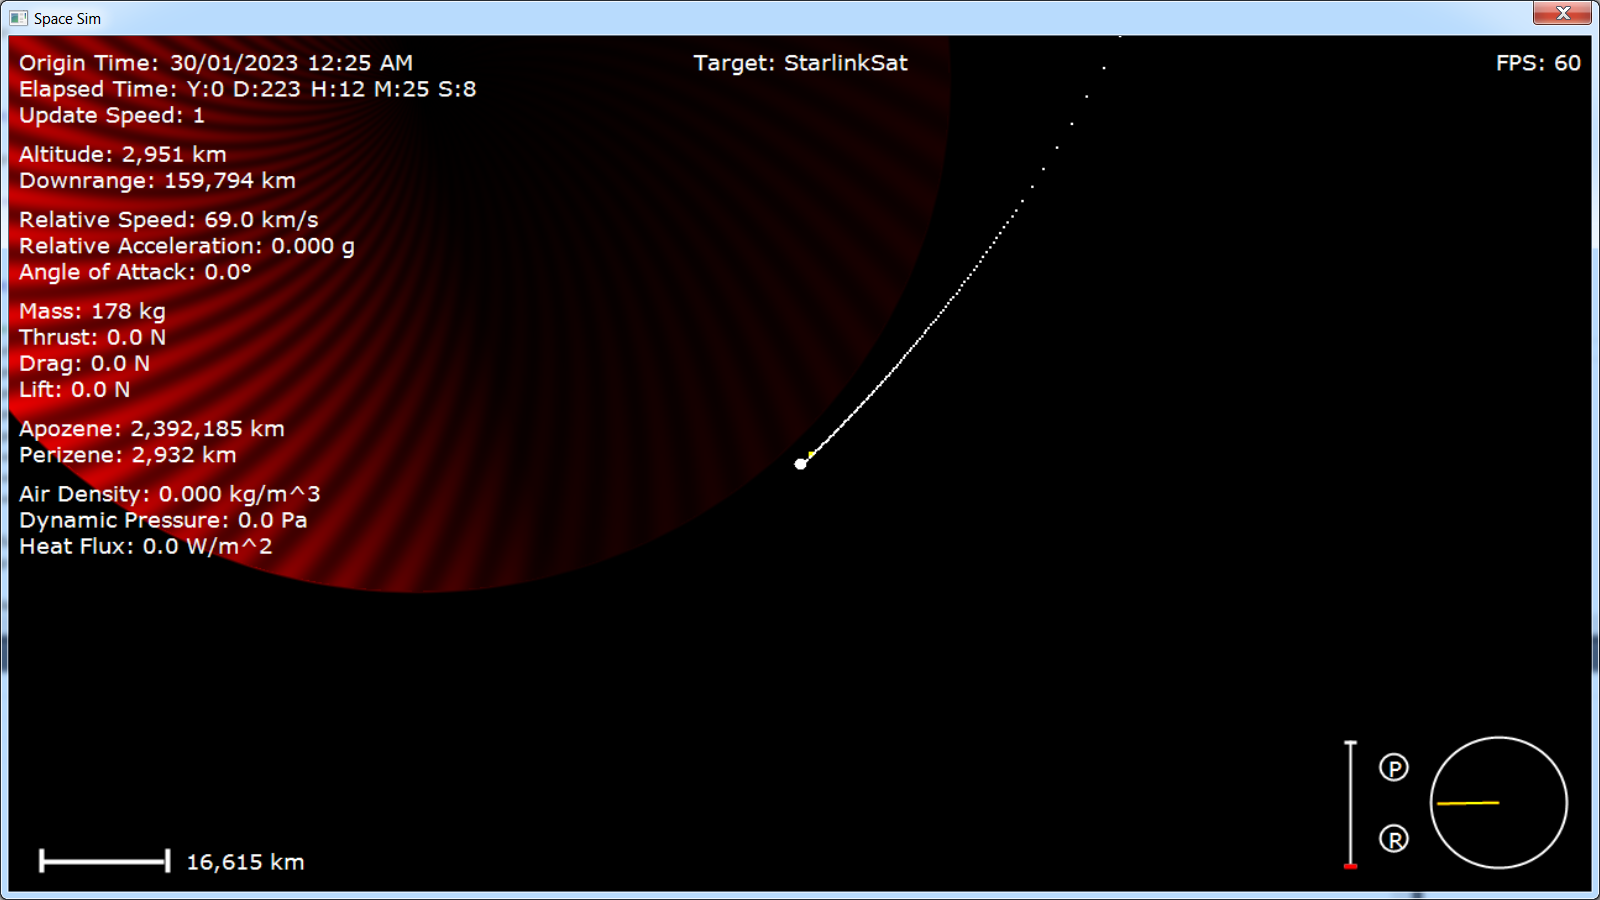 Space Sim
Origin Time: 30/01/2023 12:25 AM
Target: StarlinkSat
FPS: 60
Elapsed Time: Y:0 D:223 H:12 M:25 S:8
Update Speed: 1
Altitude: 2,951 km
Downrange: 159,794 km
Relative Speed: 69.0 km/s
Relative Acceleration: 0.000 g
Angle of Attack: 0.0°
Mass: 178 kg
Thrust: 0.0 N
Drag: 0.0 N
Lift: 0.0 N
Apozene: 2,392,185 km
Perizene: 2,932 km
Air Density: 0.000 kg/m^3
Dynamic Pressure: 0.0 Pa
Heat Flux: 0.0 W/m^2
P
R
16,615 km